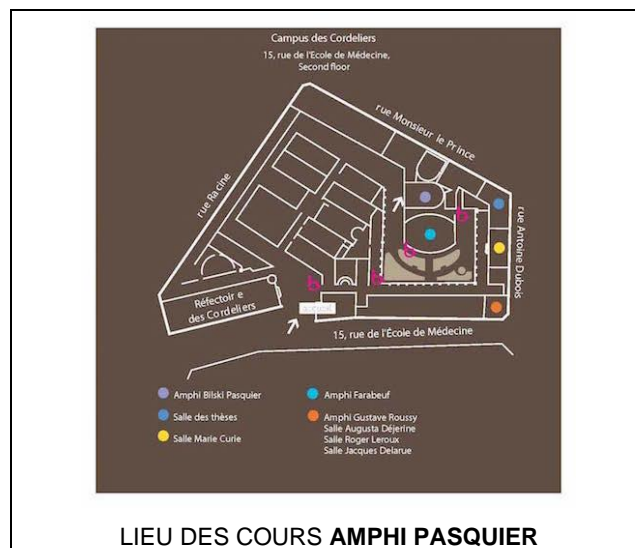 Campus des Cordeliers
15, rue de l'Ecole de Médecine,
Second floor
rue Monsieur le Prince
rue Racine
rue Antoine Dubois
Réfectoire
des Cordeliers
15, rue de l'École de Médecine
Amphi Bilski Pasquier
Salle des thèses
Salle Marie Curie
Amphi Farabeuf
Amphi Gustave Roussy
Salle Augusta Déjerine
Salle Roger Leroux
Salle Jacques Delarue
LIEU DES COURS AMPHI PASQUIER